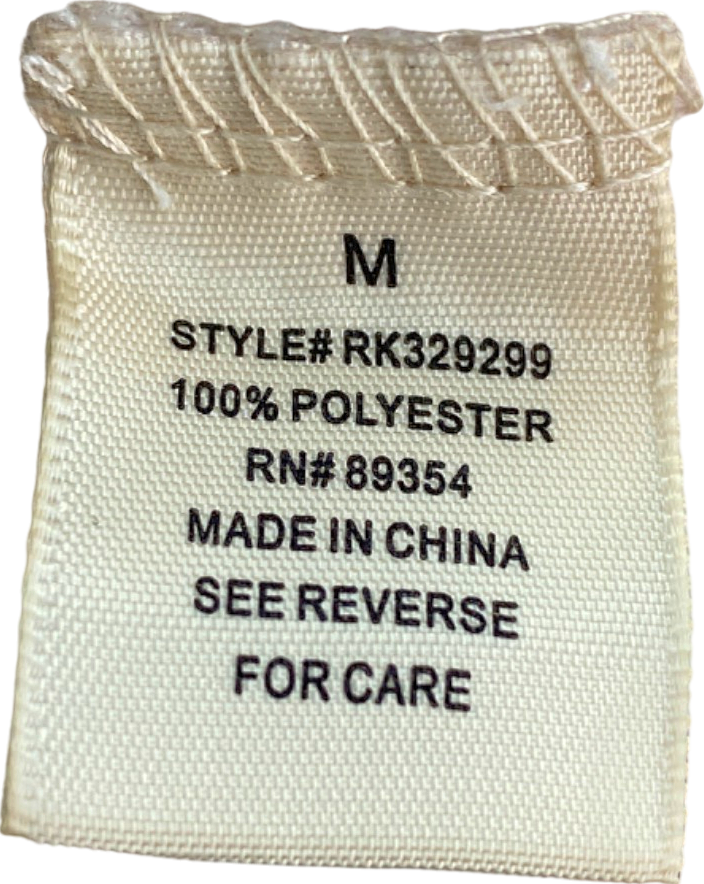 M
STYLE# RK329299
100% POLYESTER
RN# 89354
MADE IN CHINA
SEE REVERSE
FOR CARE